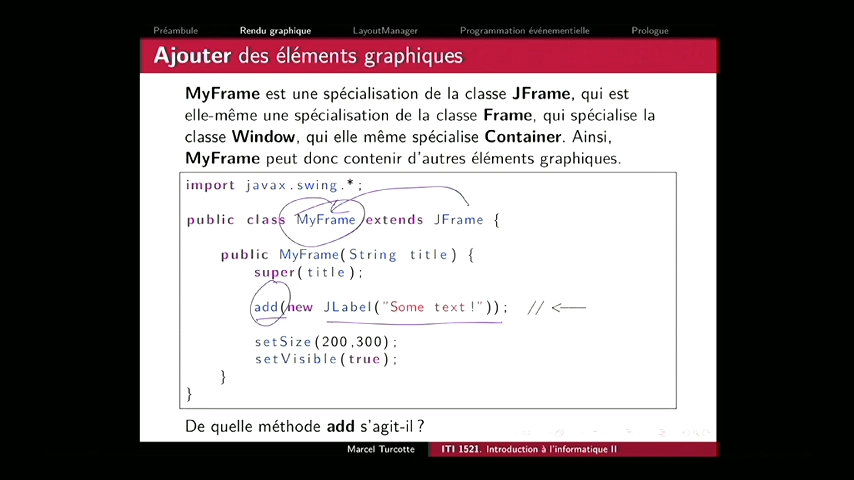 Préambule Rendu graphique LayoutManager Programmation événementielle Prologue
Ajouter des éléments graphiques
MyFrame est une spécialisation de la classe JFrame, qui est
elle-même une spécialisation de la classe Frame, qui spécialise la
classe Window, qui elle même spécialise Container. Ainsi,
MyFrame peut donc contenir d'autres éléments graphiques.
import javax.swing.*;
public class MyFrame extends JFrame {
public MyFrame(String title) {
super(title);
add(new JLabel("Some text!")); // <--
setSize(200,300);
setVisible(true);
}
}
De quelle méthode add s'agit-il ?
Marcel Turcotte ITI 1521. Introduction à l'informatique II